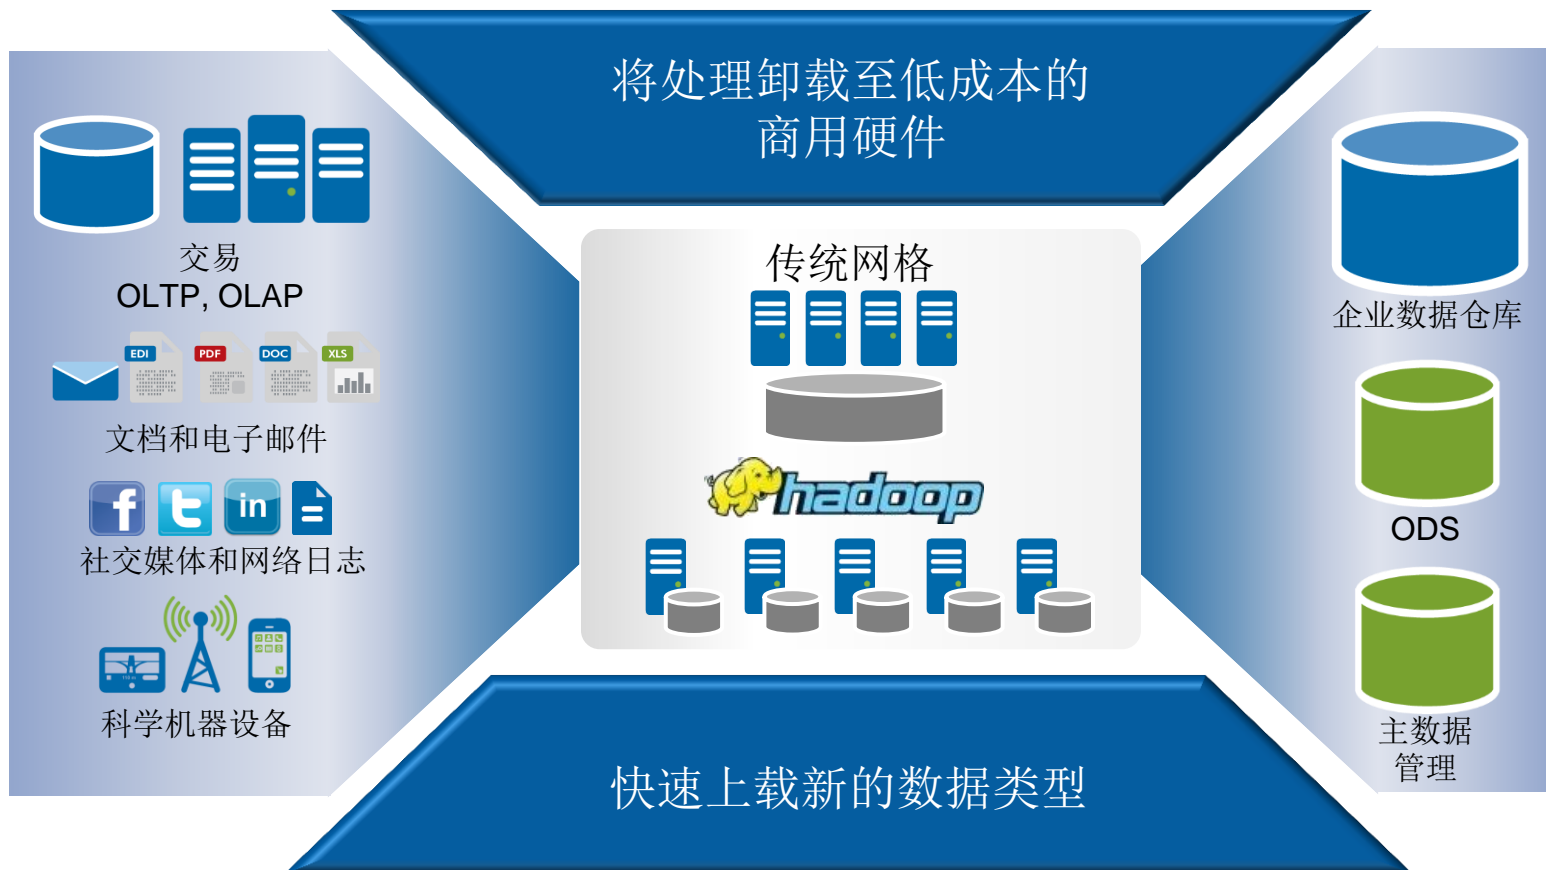 将处理卸载至低成本的
商用硬件
交易
OLTP, OLAP
EDI
PDF
DOC
XLS
文档和电子邮件
f
t
in
社交媒体和网络日志
科学机器设备
传统网格
hadoop
企业数据仓库
ODS
主数据
管理
快速上载新的数据类型